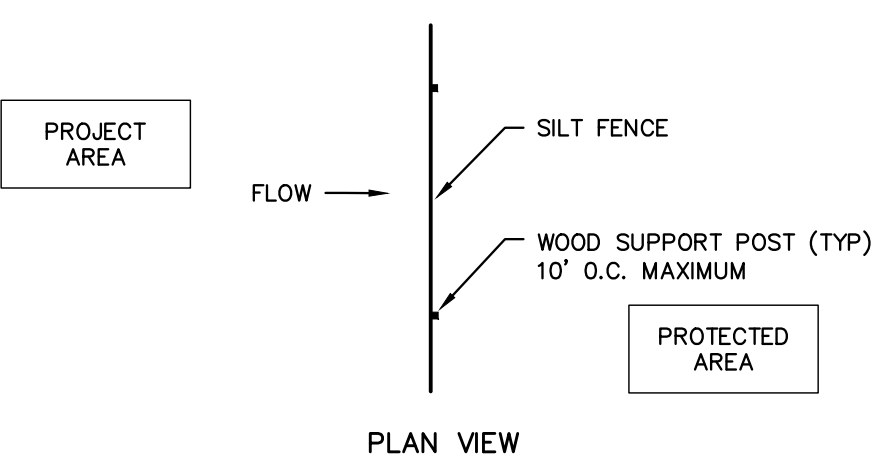 PROJECT
AREA
FLOW
SILT FENCE
WOOD SUPPORT POST (TYP)
10' O.C. MAXIMUM
PROTECTED
AREA
PLAN VIEW